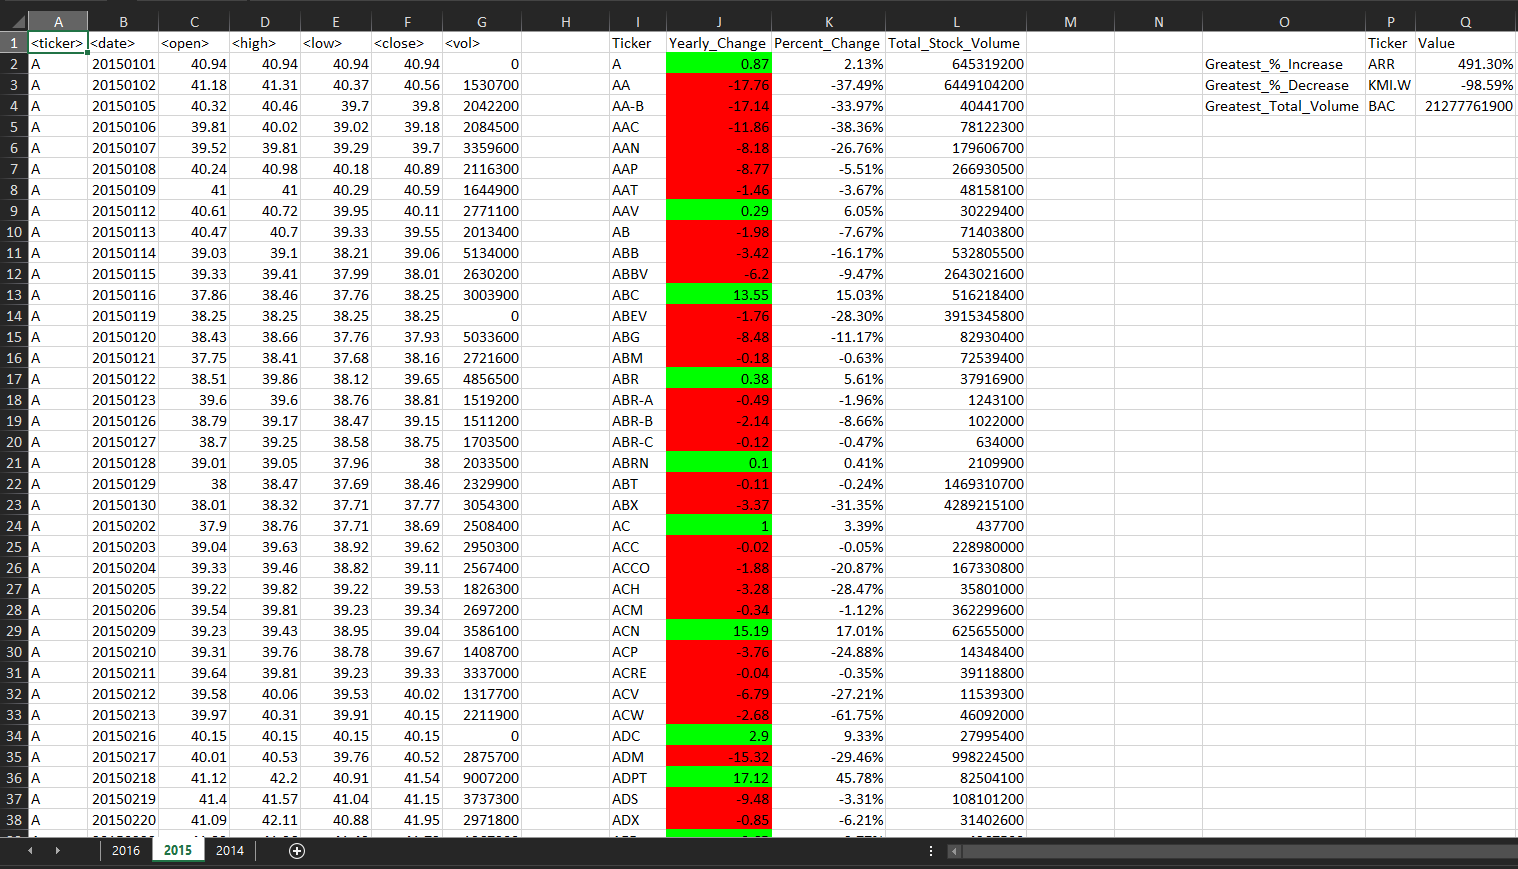 A B C D E F G H I J K L M N O P Q
1 <ticker> <date> <open> <high> <low> <close> <vol> Ticker Yearly_Change Percent_Change Total_Stock_Volume Ticker Value
2 A 20150101 40.94 40.94 40.94 40.94 0 A 0.87 2.13% 645319200 Greatest_%_Increase ARR 491.30%
3 A 20150102 41.18 41.31 40.37 40.56 1530700 AA -17.76 -37.49% 6449104200 Greatest_%_Decrease KMI.W -98.59%
4 A 20150105 40.32 40.46 39.7 39.8 2042200 AA-B -17.14 -33.97% 40441700 Greatest_Total_Volume BAC 21277761900
5 A 20150106 39.81 40.02 39.02 39.18 2084500 AAC -11.86 -38.36% 78122300
6 A 20150107 39.52 39.81 39.29 39.7 3359600 AAN -8.18 -26.76% 179606700
7 A 20150108 40.24 40.98 40.18 40.89 2116300 AAP -8.77 -5.51% 266930500
8 A 20150109 41 41 40.29 40.59 1644900 AAT -1.46 -3.67% 48158100
9 A 20150112 40.61 40.72 39.95 40.11 2771100 AAV 0.29 6.05% 30229400
10 A 20150113 40.47 40.7 39.33 39.55 2013400 AB -1.98 -7.67% 71403800
11 A 20150114 39.03 39.1 38.21 39.06 5134000 ABB -3.42 -16.17% 532805500
12 A 20150115 39.33 39.41 37.99 38.01 2630200 ABBV -6.2 -9.47% 2643021600
13 A 20150116 37.86 38.46 37.76 38.25 3003900 ABC 13.55 15.03% 516218400
14 A 20150119 38.25 38.25 38.25 38.25 0 ABEV -1.76 -28.30% 3915345800
15 A 20150120 38.43 38.66 37.76 37.93 5033600 ABG -8.48 -11.17% 82930400
16 A 20150121 37.75 38.41 37.68 38.16 2721600 ABM -0.18 -0.63% 72539400
17 A 20150122 38.51 39.86 38.12 39.65 4856500 ABR 0.38 5.61% 37916900
18 A 20150123 39.6 39.6 38.76 38.81 1519200 ABR-A -0.49 -1.96% 1243100
19 A 20150126 38.79 39.17 38.47 39.15 1511200 ABR-B -2.14 -8.66% 1022000
20 A 20150127 38.7 39.25 38.58 38.75 1703500 ABR-C -0.12 -0.47% 634000
21 A 20150128 39.01 39.05 37.96 38 2033500 ABRN 0.1 0.41% 2109900
22 A 20150129 38 38.47 37.69 38.46 2329900 ABT -0.11 -0.24% 1469310700
23 A 20150130 38.01 38.32 37.71 37.77 3054300 ABX -3.37 -31.35% 4289215100
24 A 20150202 37.9 38.76 37.71 38.69 2508400 AC 1 3.39% 437700
25 A 20150203 39.04 39.63 38.92 39.62 2950300 ACC -0.02 -0.05% 228980000
26 A 20150204 39.33 39.46 38.82 39.11 2567400 ACCO -1.88 -20.87% 167330800
27 A 20150205 39.22 39.82 39.22 39.53 1826300 ACH -3.28 -28.47% 35801000
28 A 20150206 39.54 39.81 39.23 39.34 2697200 ACM -0.34 -1.12% 362299600
29 A 20150209 39.23 39.43 38.95 39.04 3586100 ACN 15.19 17.01% 625655000
30 A 20150210 39.31 39.76 38.78 39.67 1408700 ACP -3.76 -24.88% 14348400
31 A 20150211 39.64 39.81 39.23 39.33 3337000 ACRE -0.04 -0.35% 39118800
32 A 20150212 39.58 40.06 39.53 40.02 1317700 ACV -6.79 -27.21% 11539300
33 A 20150213 39.97 40.31 39.91 40.15 2211900 ACW -2.68 -61.75% 46092000
34 A 20150216 40.15 40.15 40.15 40.15 0 ADC 2.9 9.33% 27995400
35 A 20150217 40.01 40.53 39.76 40.52 2875700 ADM -15.32 -29.46% 998224500
36 A 20150218 41.12 42.2 40.91 41.54 9007200 ADPT 17.12 45.78% 82504100
37 A 20150219 41.4 41.57 41.04 41.15 3737300 ADS -9.48 -3.31% 108101200
38 A 20150220 41.09 42.11 40.88 41.95 2971800 ADX -0.85 -6.21% 31402600
2016 2015 2014